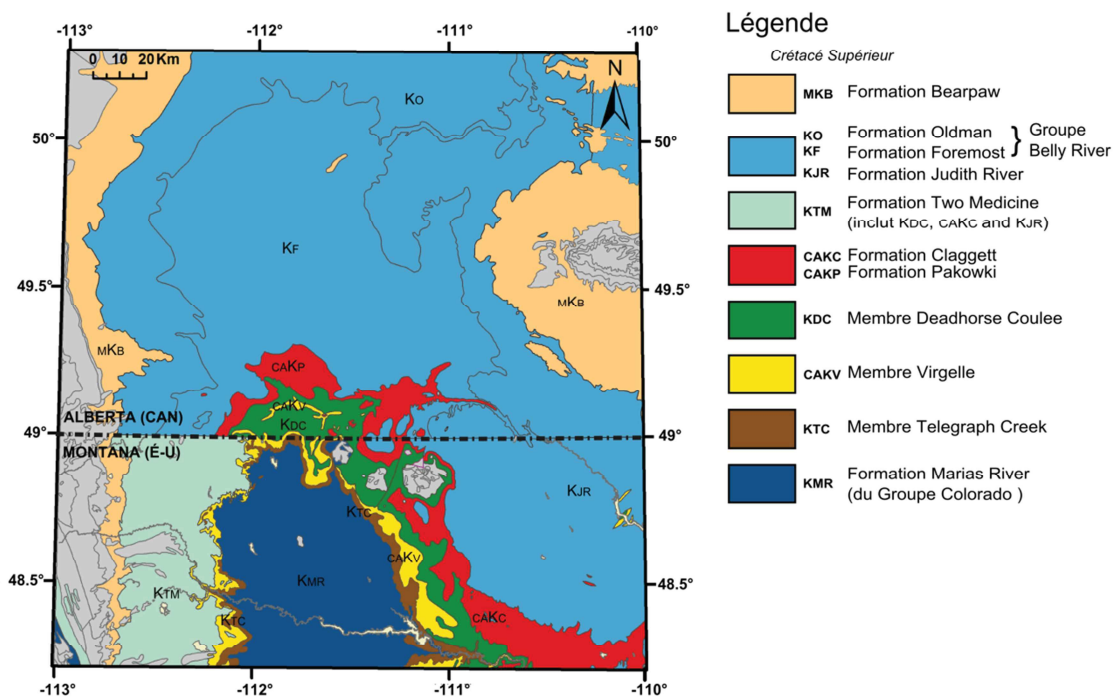 -113°
-112°
-111°
-110°
0 10 20 Km
N
50°
50°
49.5°
49.5°
49°
49°
48.5°
48.5°
KO
KF
MKB
MKB
CAKP
CAKV
KDC
ALBERTA (CAN)
MONTANA (É-U)
KJR
KTC
CAKV
KMR
KTM
KTC
CAKC
-113°
-112°
-111°
-110°
Légende
Crétacé Supérieur
MKB Formation Bearpaw
KO Formation Oldman
KF Formation Foremost
} Groupe
Belly River
KJR Formation Judith River
KTM Formation Two Medicine
(inclut KDC, CAKC and KJR)
CAKC Formation Claggett
CAKP Formation Pakowki
KDC Membre Deadhorse Coulee
CAKV Membre Virgelle
KTC Membre Telegraph Creek
KMR Formation Marias River
(du Groupe Colorado )